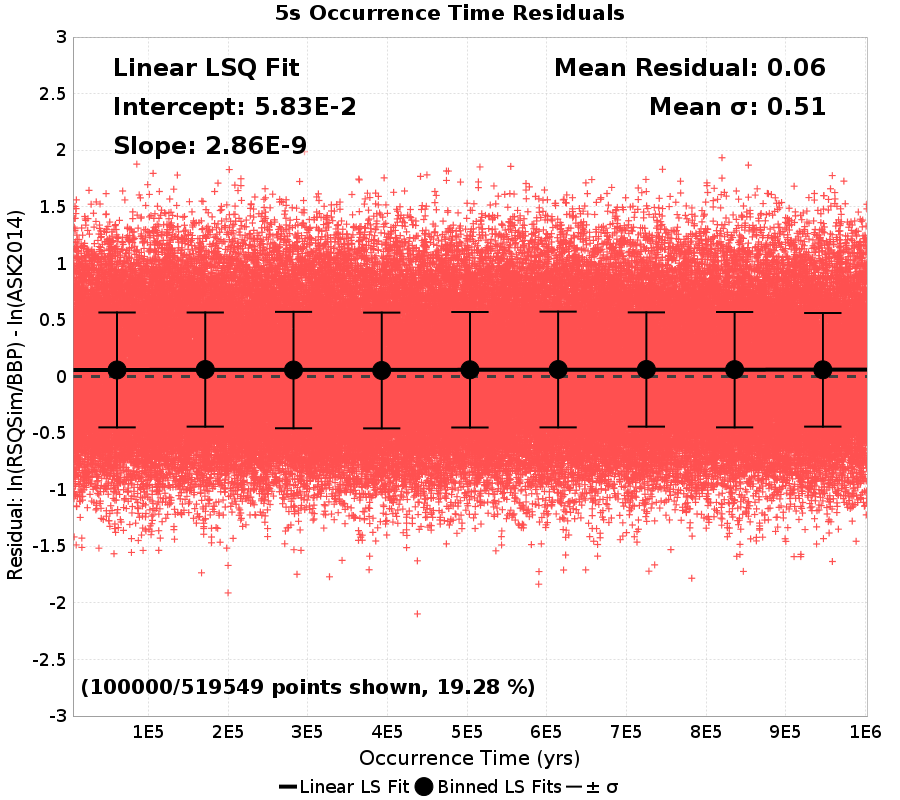 5s Occurrence Time Residuals
Linear LSQ Fit
Intercept: 5.83E-2
Slope: 2.86E-9
Mean Residual: 0.06
Mean σ: 0.51
Residual: ln(RSQSim/BBP) - ln(ASK2014)
3
2.5
2
1.5
1
0.5
0
-0.5
-1
-1.5
-2
-2.5
-3
(100000/519549 points shown, 19.28 %)
1E5 2E5 3E5 4E5 5E5 6E5 7E5 8E5 9E5 1E6
Occurrence Time (yrs)
Linear LS Fit Binned LS Fits ± σ